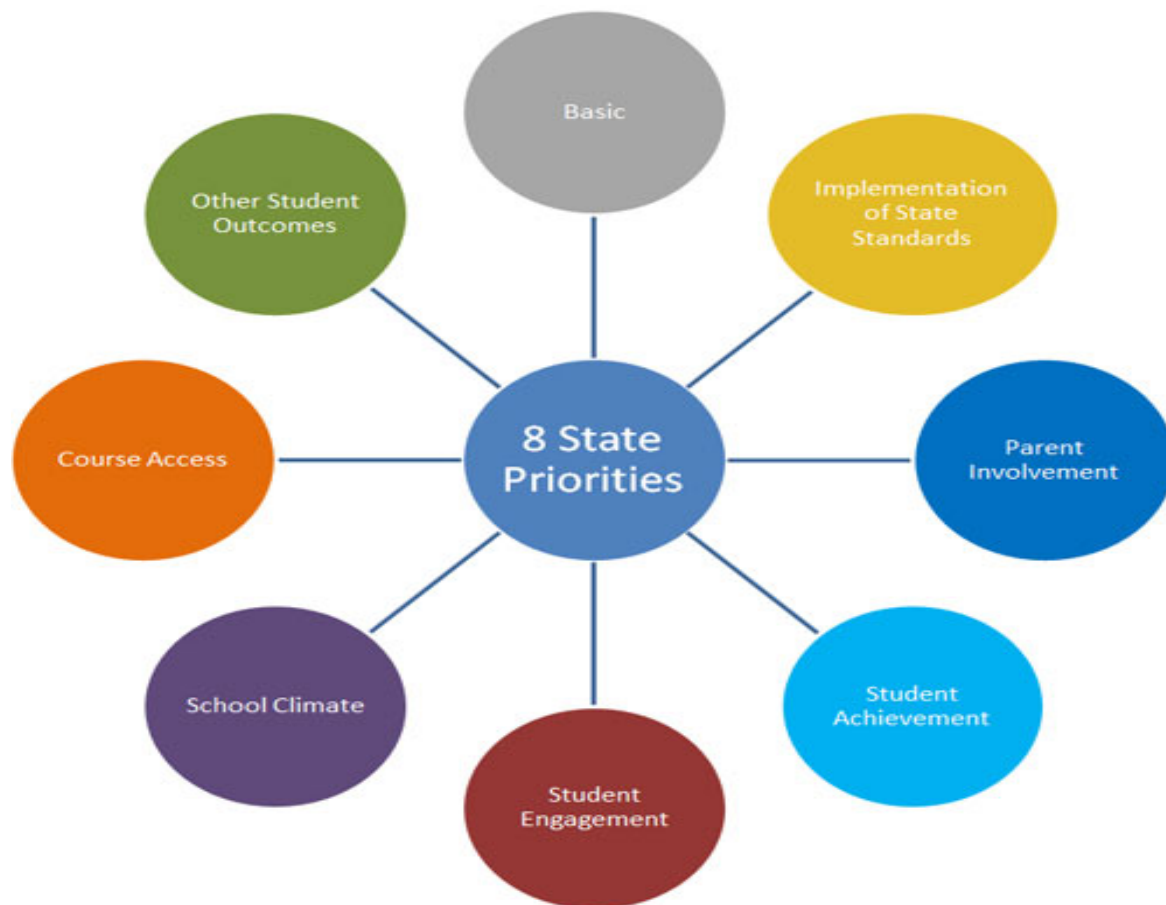 Basic
Implementation
of State
Standards
Parent
Involvement
Student
Achievement
Student
Engagement
School Climate
Course Access
Other Student
Outcomes
8 State
Priorities